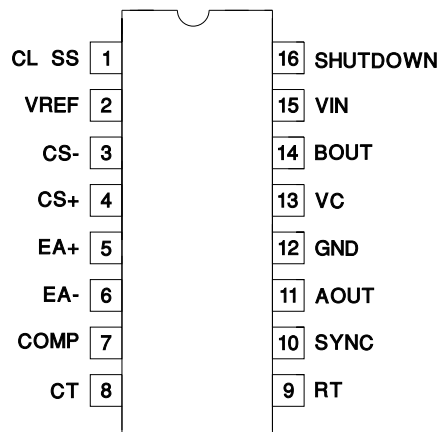 CL SS 1 16 SHUTDOWN
VREF 2 15 VIN
CS- 3 14 BOUT
CS+ 4 13 VC
EA+ 5 12 GND
EA- 6 11 AOUT
COMP 7 10 SYNC
CT 8 9 RT